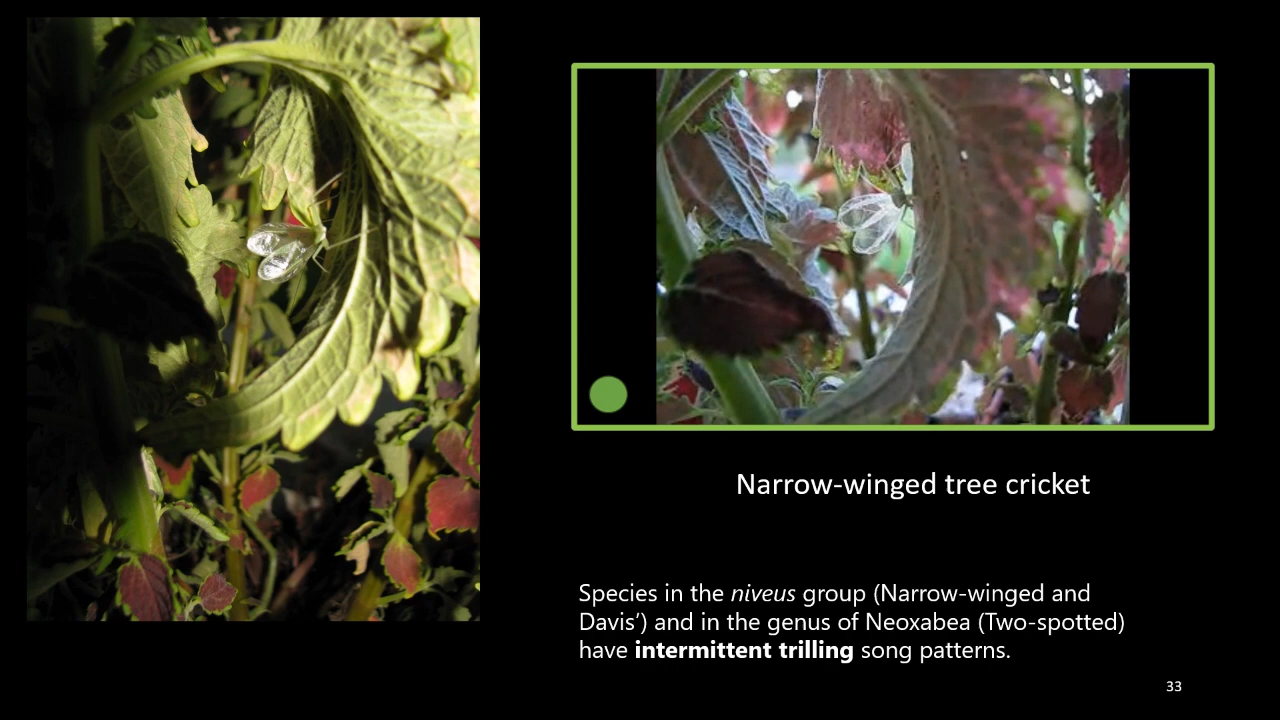 Narrow-winged tree cricket
Species in the niveus group (Narrow-winged and
Davis’) and in the genus of Neoxabea (Two-spotted)
have intermittent trilling song patterns.
33